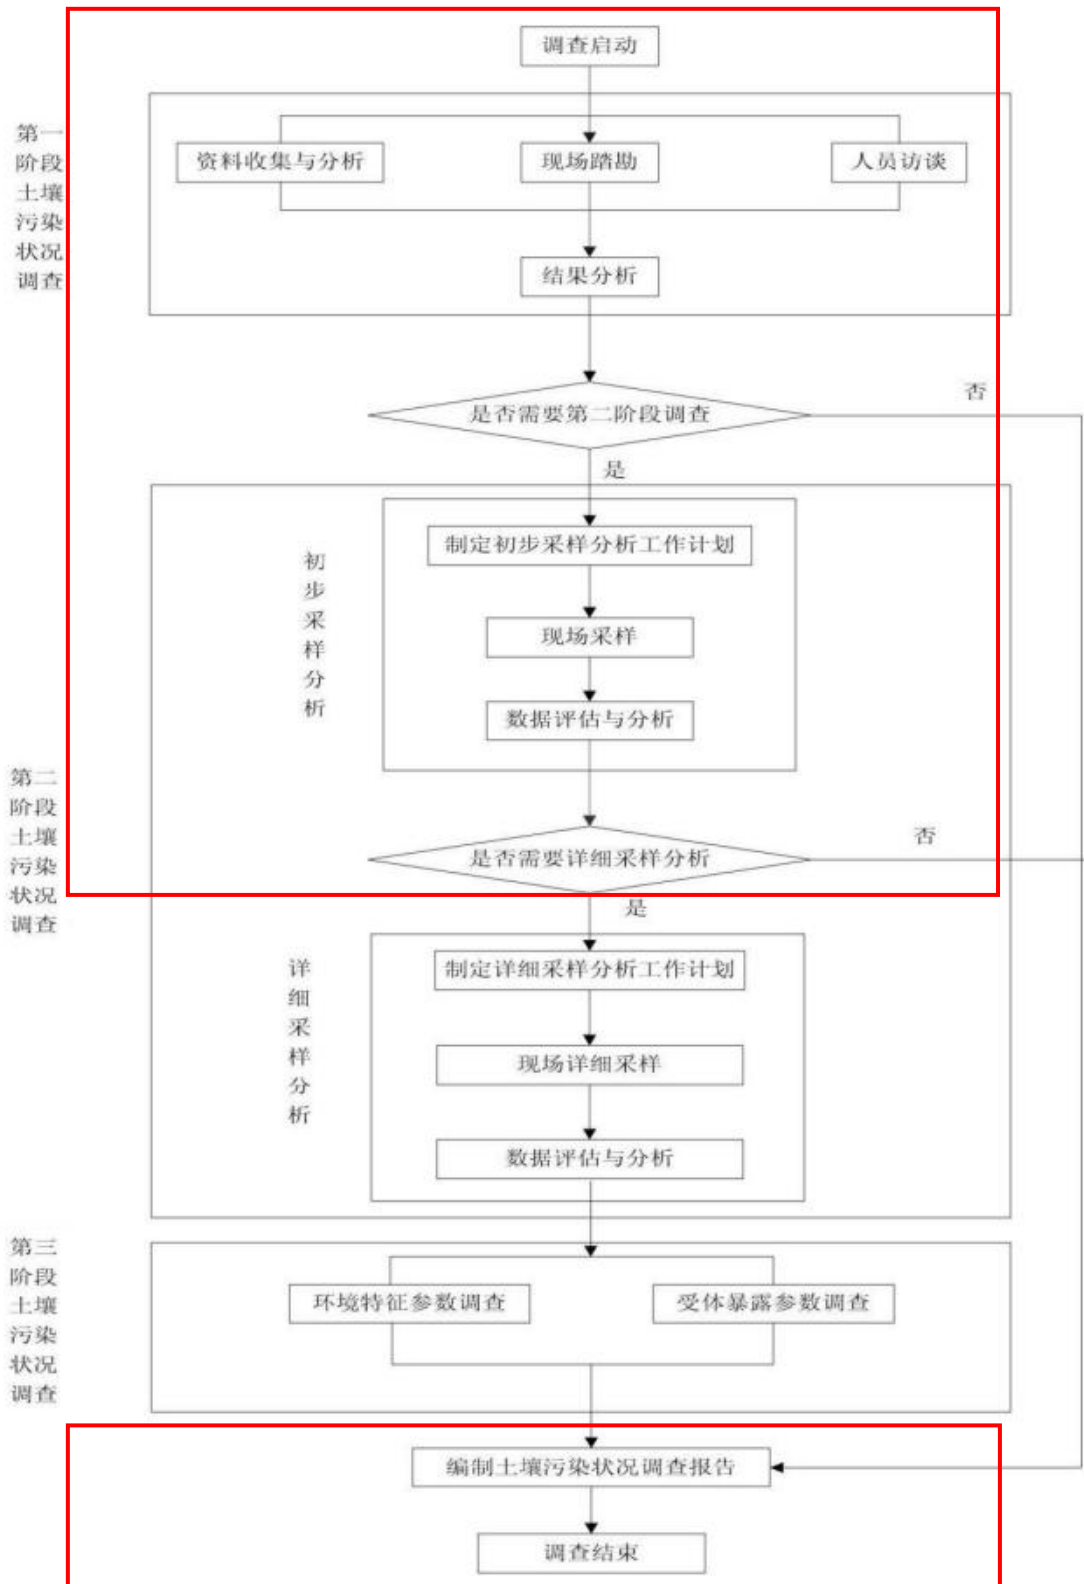 调查启动
第一
阶段
土壤
污染
状况
调查
资料收集与分析
现场踏勘
人员访谈
结果分析
是否需要第二阶段调查
否
是
第二
阶段
土壤
污染
状况
调查
初
步
采
样
分
析
制定初步采样分析工作计划
现场采样
数据评估与分析
是否需要详细采样分析
否
是
详
细
采
样
分
析
制定详细采样分析工作计划
现场详细采样
数据评估与分析
第三
阶段
土壤
污染
状况
调查
环境特征参数调查
受体暴露参数调查
编制土壤污染状况调查报告
调查结束